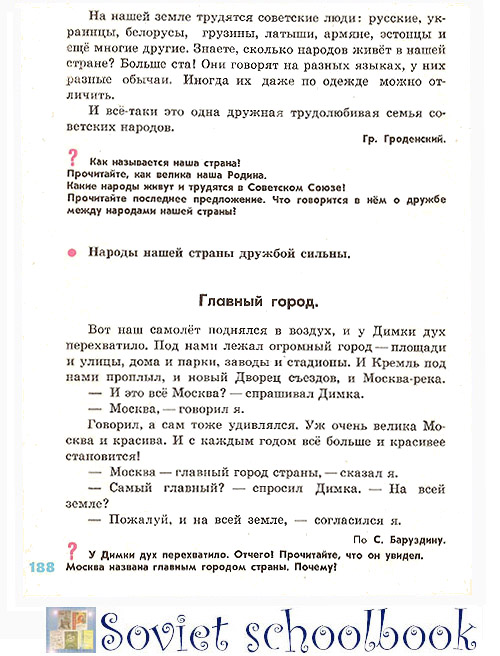 На нашей земле трудятся советские люди: русские, ук-
раинцы, белорусы, грузины, латыши, армяне, эстонцы и
ещё многие другие. Знаете, сколько народов живёт в нашей
стране? Больше ста! Они говорят на разных языках, у них
разные обычаи. Иногда их даже по одежде можно от-
личить.
И всё-таки это одна дружная трудолюбивая семья со-
ветских народов.
Гр. Гроденский.
? Как называется наша страна!
Прочитайте, как велика наша Родина.
Какие народы живут и трудятся в Советском Союзе!
Прочитайте последнее предложение. Что говорится в нём о дружбе
между народами нашей страны!
● Народы нашей страны дружбой сильны.
Главный город.
Вот наш самолёт поднялся в воздух, и у Димки дух
перехватило. Под нами лежал огромный город — площади
и улицы, дома и парки, заводы и стадионы. И Кремль под
нами проплыл, и новый Дворец съездов, и Москва-река.
— И это всё Москва? — спрашивал Димка.
— Москва, — говорил я.
Говорил, а сам тоже удивлялся. Уж очень велика Мо-
сква и красива. И с каждым годом всё больше и красивее
становится!
— Москва — главный город страны, — сказал я.
— Самый главный? — спросил Димка. — На всей
земле?
— Пожалуй, и на всей земле, — согласился я.
По С. Баруздину.
? У Димки дух перехватило. Отчего! Прочитайте, что он увидел.
Москва названа главным городом страны. Почему!
188
Soviet schoolbook